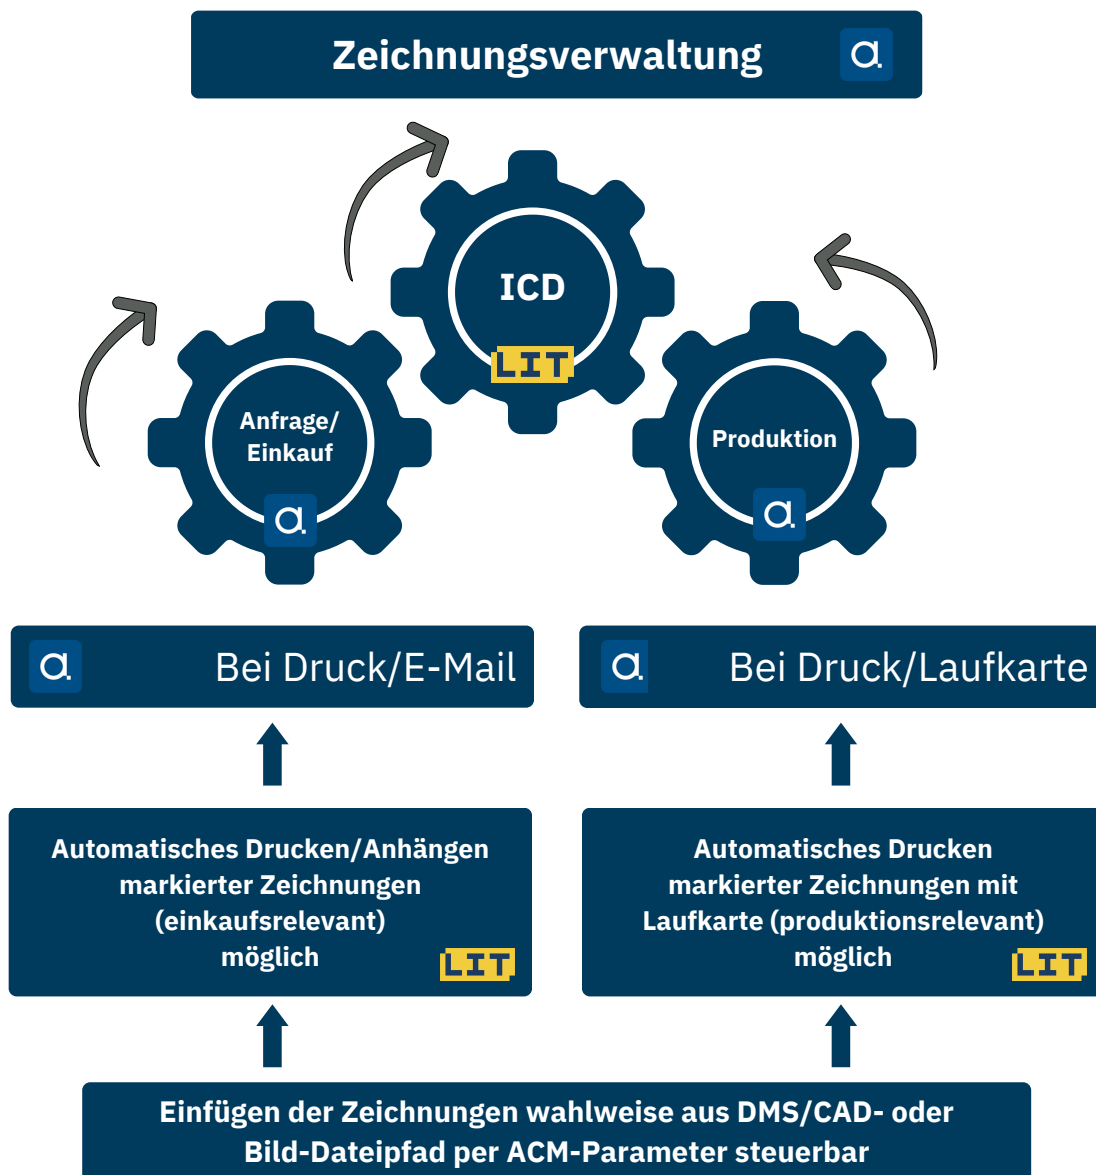 Zeichnungsverwaltung
a.
ICD
LIT
Anfrage/
Einkauf
a.
Produktion
a.
a.
Bei Druck/E-Mail
a.
Bei Druck/Laufkarte
Automatisches Drucken/Anhängen
markierter Zeichnungen
(einkaufsrelevant)
möglich
LIT
Automatisches Drucken
markierter Zeichnungen mit
Laufkarte (produktionsrelevant)
möglich
LIT
Einfügen der Zeichnungen wahlweise aus DMS/CAD- oder
Bild-Dateipfad per ACM-Parameter steuerbar